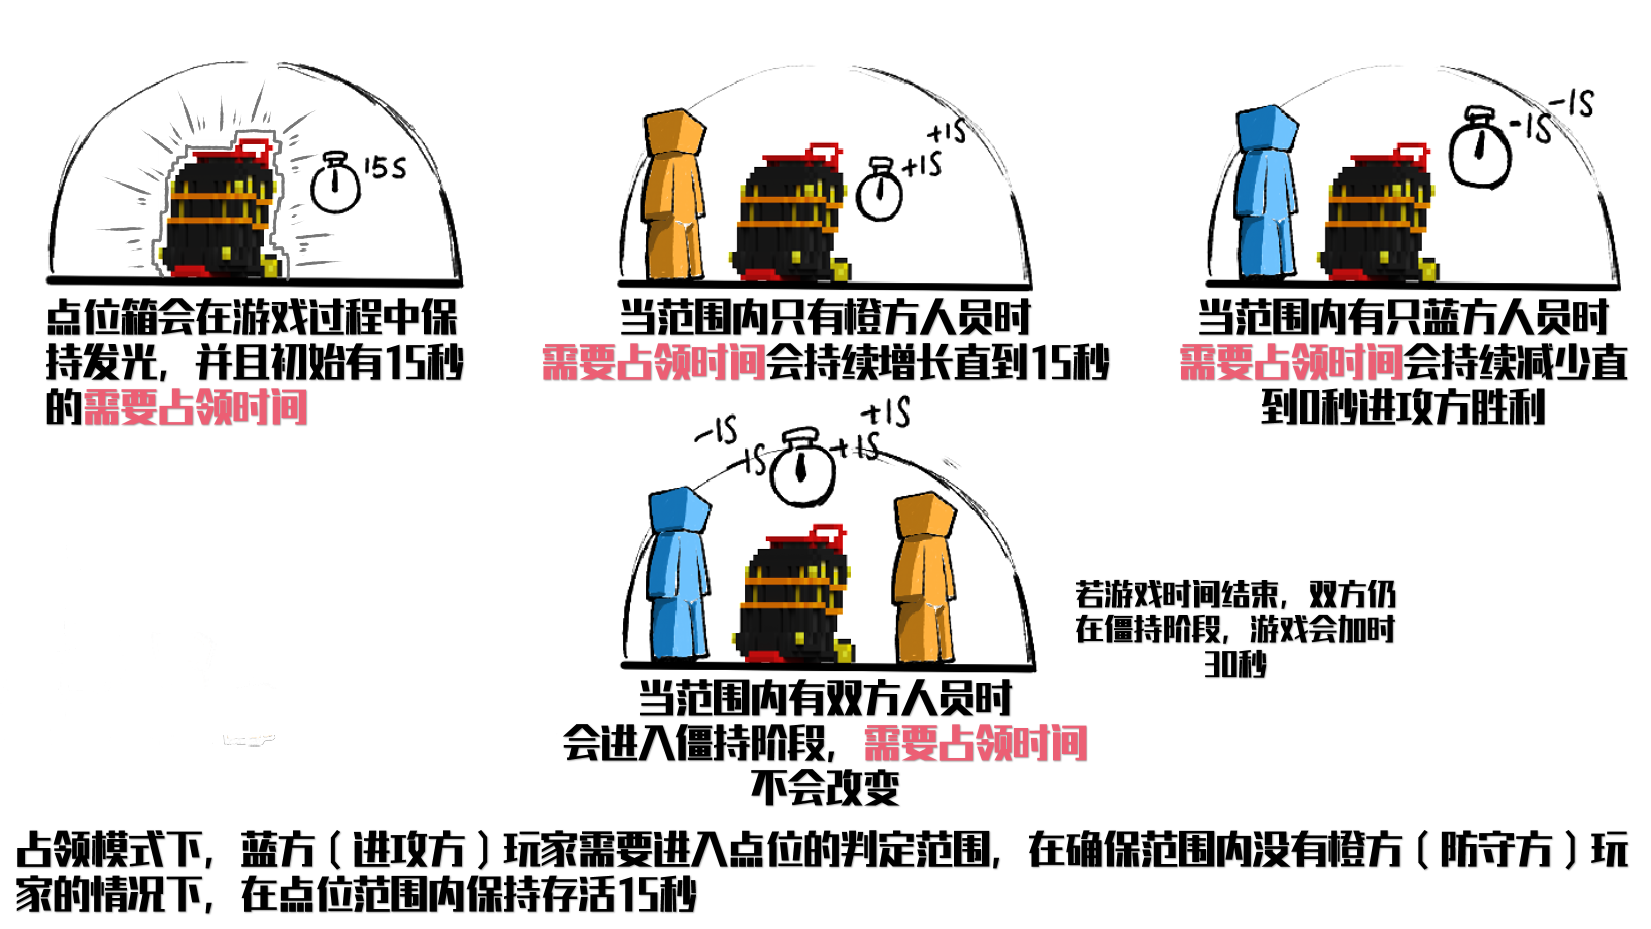 15S
点位箱会在游戏过程中保
持发光，并且初始有15秒
的需要占领时间
+1S
+1S
当范围内只有橙方人员时
需要占领时间会持续增长直到15秒
-1S
-1S
当范围内有只蓝方人员时
需要占领时间会持续减少直
到0秒进攻方胜利
-1S
1S
+1S
+1S
当范围内有双方人员时
会进入僵持阶段，需要占领时间
不会改变
若游戏时间结束，双方仍
在僵持阶段，游戏会加时
30秒
占领模式下，蓝方（进攻方）玩家需要进入点位的判定范围，在确保范围内没有橙方（防守方）玩
家的情况下，在点位范围内保持存活15秒